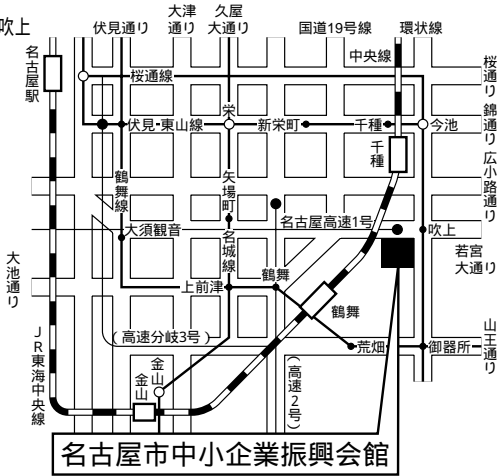 吹上
伏見通り
大津通り
久屋大通り
国道19号線
環状線
名古屋駅
中央線
桜通り
桜通線
栄
伏見
東山線
新栄町
千種
今池
錦通り
千種
広小路通り
鶴舞線
矢場町
名古屋高速1号
大須観音
吹上
名城線
若宮大通り
大池通り
鶴舞
上前津
鶴舞
(高速分岐3号)
荒畑
御器所
山王通り
JR東海中央線
金山
金山
(高速2号)
名古屋市中小企業振興会館